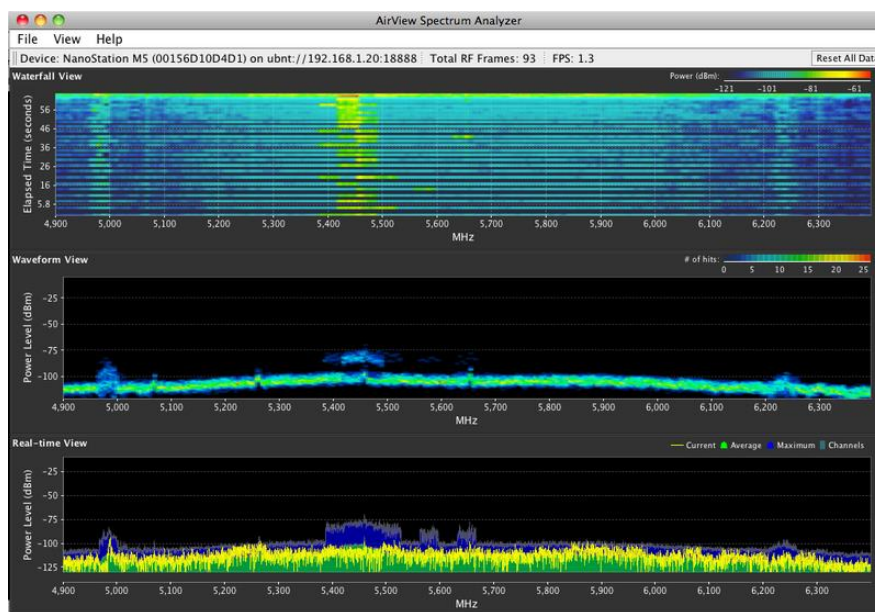 AirView Spectrum Analyzer
File View Help
Device: NanoStation M5 (00156D10D4D1) on ubnt://192.168.1.20:18888 Total RF Frames: 93 FPS: 1.3 Reset All Dat
Waterfall View
Power (dBm):
-121 -101 -81 -61
Elapsed Time (seconds)
56
46
36
26
16
5.8
4,900 5,000 5,100 5,200 5,300 5,400 5,500 5,600 5,700 5,800 5,900 6,000 6,100 6,200 6,300
MHz
Waveform View
# of hits:
0 5 10 15 20 25
Power Level (dBm)
-25
-50
-75
-100
4,900 5,000 5,100 5,200 5,300 5,400 5,500 5,600 5,700 5,800 5,900 6,000 6,100 6,200 6,300
MHz
Real-time View
Current Average Maximum Channels
Power Level (dBm)
-25
-50
-75
-100
-125
4,900 5,000 5,100 5,200 5,300 5,400 5,500 5,600 5,700 5,800 5,900 6,000 6,100 6,200 6,300
MHz